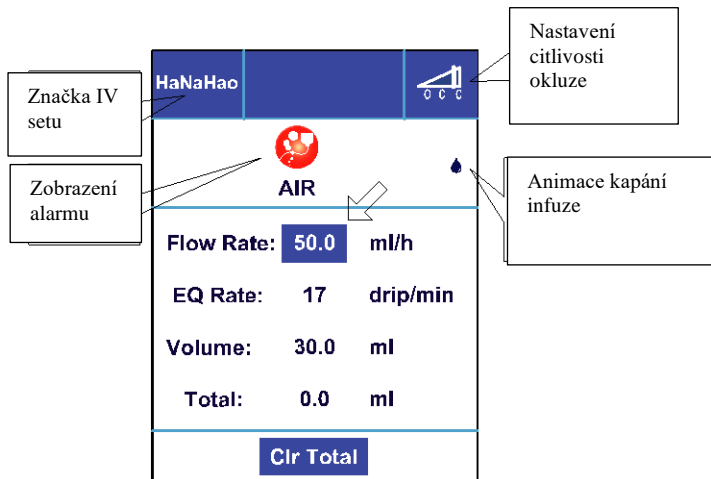 Nastavení
citlivosti
okluze
HaNaHao
O C C
Značka IV
setu
Zobrazení
alarmu
AIR
Animace kapání
infuze
Flow Rate: 50.0 ml/h
EQ Rate: 17 drip/min
Volume: 30.0 ml
Total: 0.0 ml
Clr Total